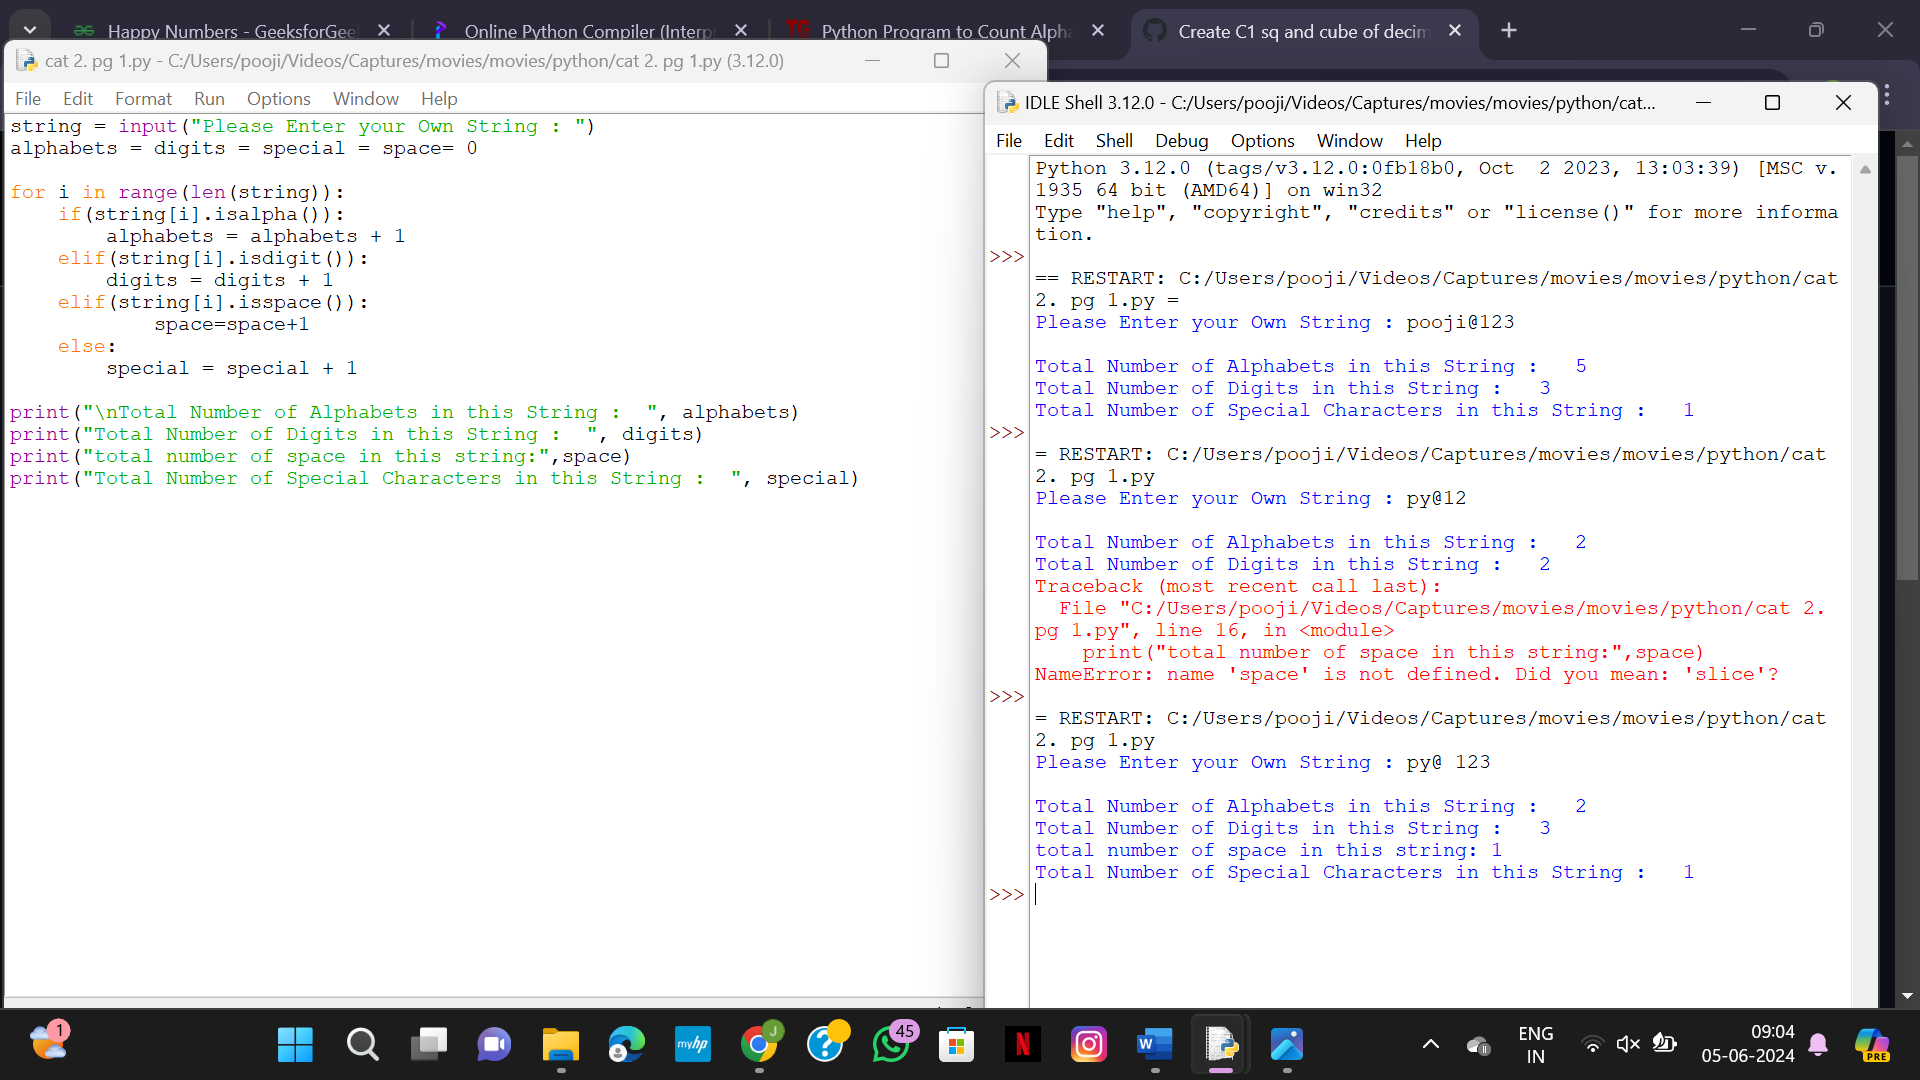 Happy Numbers - GeeksforGee
Online Python Compiler (Interp
TG
Python Program to Count Alpha
Create C1 sq and cube of decim
cat 2. pg 1.py - C:/Users/pooji/Videos/Captures/movies/movies/python/cat 2. pg 1.py (3.12.0)
File Edit Format Run Options Window Help
string = input("Please Enter your Own String : ")
alphabets = digits = special = space= 0
for i in range(len(string)):
    if(string[i].isalpha()):
        alphabets = alphabets + 1
    elif(string[i].isdigit()):
        digits = digits + 1
    elif(string[i].isspace()):
            space=space+1
    else:
        special = special + 1
print("\nTotal Number of Alphabets in this String :  ", alphabets)
print("Total Number of Digits in this String :  ", digits)
print("total number of space in this string:",space)
print("Total Number of Special Characters in this String :  ", special)
IDLE Shell 3.12.0 - C:/Users/pooji/Videos/Captures/movies/movies/python/cat...
File Edit Shell Debug Options Window Help
Python 3.12.0 (tags/v3.12.0:0fb18b0, Oct  2 2023, 13:03:39) [MSC v.
1935 64 bit (AMD64)] on win32
Type "help", "copyright", "credits" or "license()" for more informa
tion.
>>>
== RESTART: C:/Users/pooji/Videos/Captures/movies/movies/python/cat
2. pg 1.py =
Please Enter your Own String : pooji@123
Total Number of Alphabets in this String :   5
Total Number of Digits in this String :   3
Total Number of Special Characters in this String :   1
>>>
= RESTART: C:/Users/pooji/Videos/Captures/movies/movies/python/cat
2. pg 1.py
Please Enter your Own String : py@12
Total Number of Alphabets in this String :   2
Total Number of Digits in this String :   2
Traceback (most recent call last):
  File "C:/Users/pooji/Videos/Captures/movies/movies/python/cat 2.
pg 1.py", line 16, in <module>
    print("total number of space in this string:",space)
NameError: name 'space' is not defined. Did you mean: 'slice'?
>>>
= RESTART: C:/Users/pooji/Videos/Captures/movies/movies/python/cat
2. pg 1.py
Please Enter your Own String : py@ 123
Total Number of Alphabets in this String :   2
Total Number of Digits in this String :   3
total number of space in this string: 1
Total Number of Special Characters in this String :   1
>>>
1
myhp
J
45
N
W
ENG
IN
09:04
05-06-2024
PRE